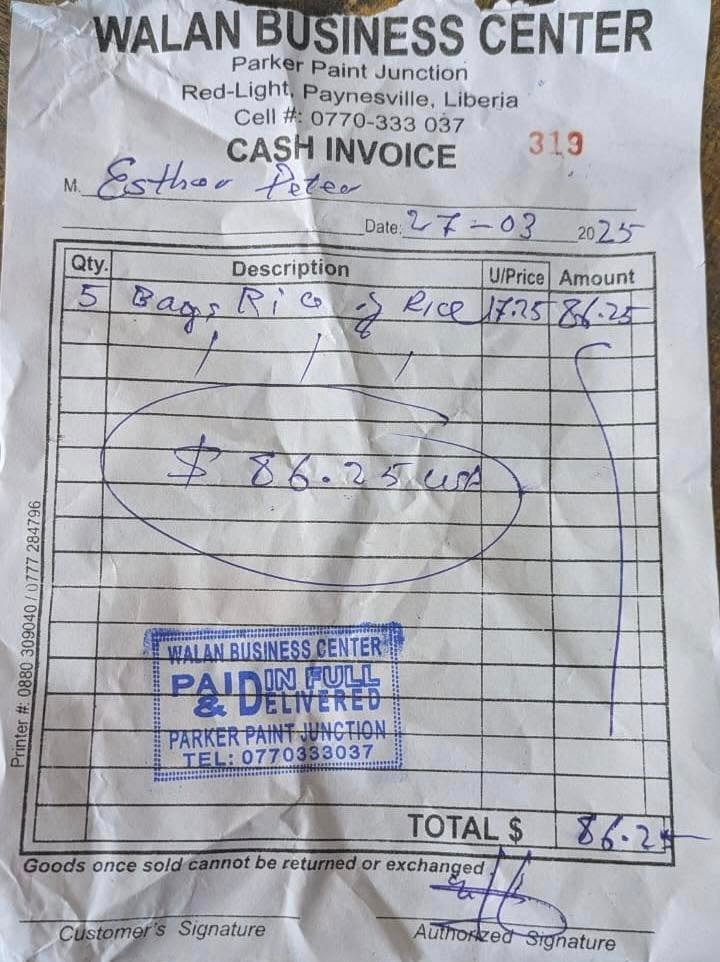 WALAN BUSINESS CENTER
Parker Paint Junction
Red-Light, Paynesville, Liberia
Cell #: 0770-333 037
CASH INVOICE 319
M. Esther Peter
Date: 27-03 2025
Qty. Description U/Price Amount
5 Bags Ric of Rice 17.25 86.25
$ 86.25 usd
WALAN BUSINESS CENTER
PAID IN FULL
& DELIVERED
PARKER PAINT JUNCTION
TEL: 0770333037
TOTAL $ 86.25
Goods once sold cannot be returned or exchanged
Customer's Signature Authorized Signature
Printer #: 0880 309040 / 0777 284796